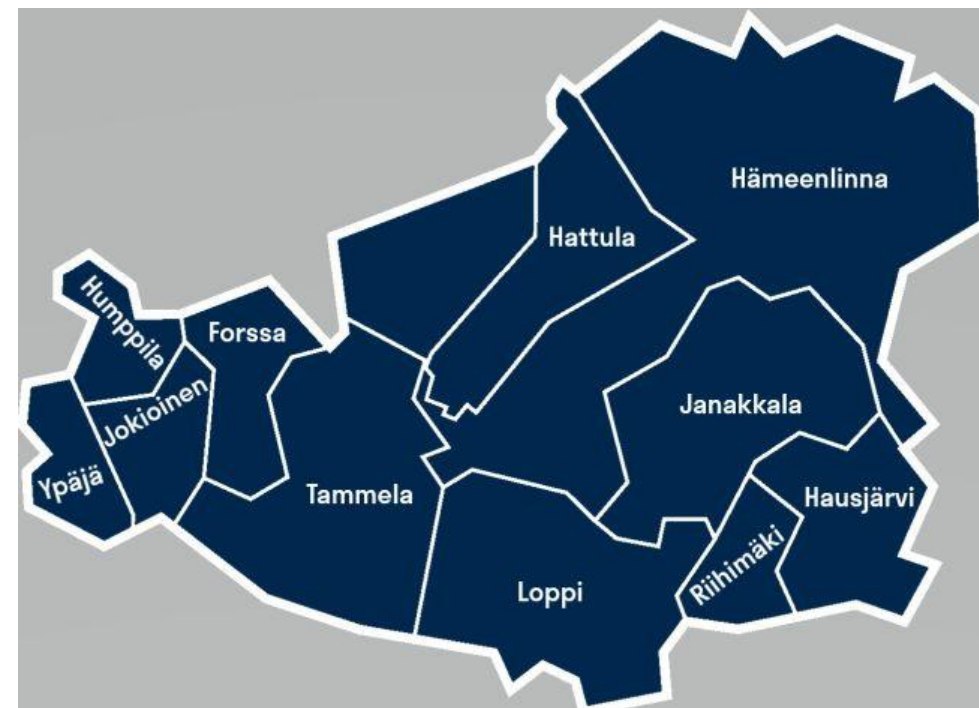 Hämeenlinna
Hattula
Humppila
Forssa
Jokioinen
Janakkala
Ypäjä
Tammela
Hausjärvi
Loppi
Riihimäki